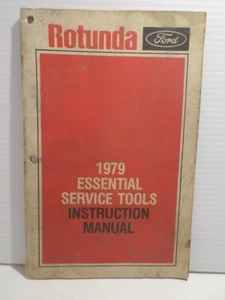 Rotunda
Ford
1979
ESSENTIAL
SERVICE TOOLS
INSTRUCTION
MANUAL